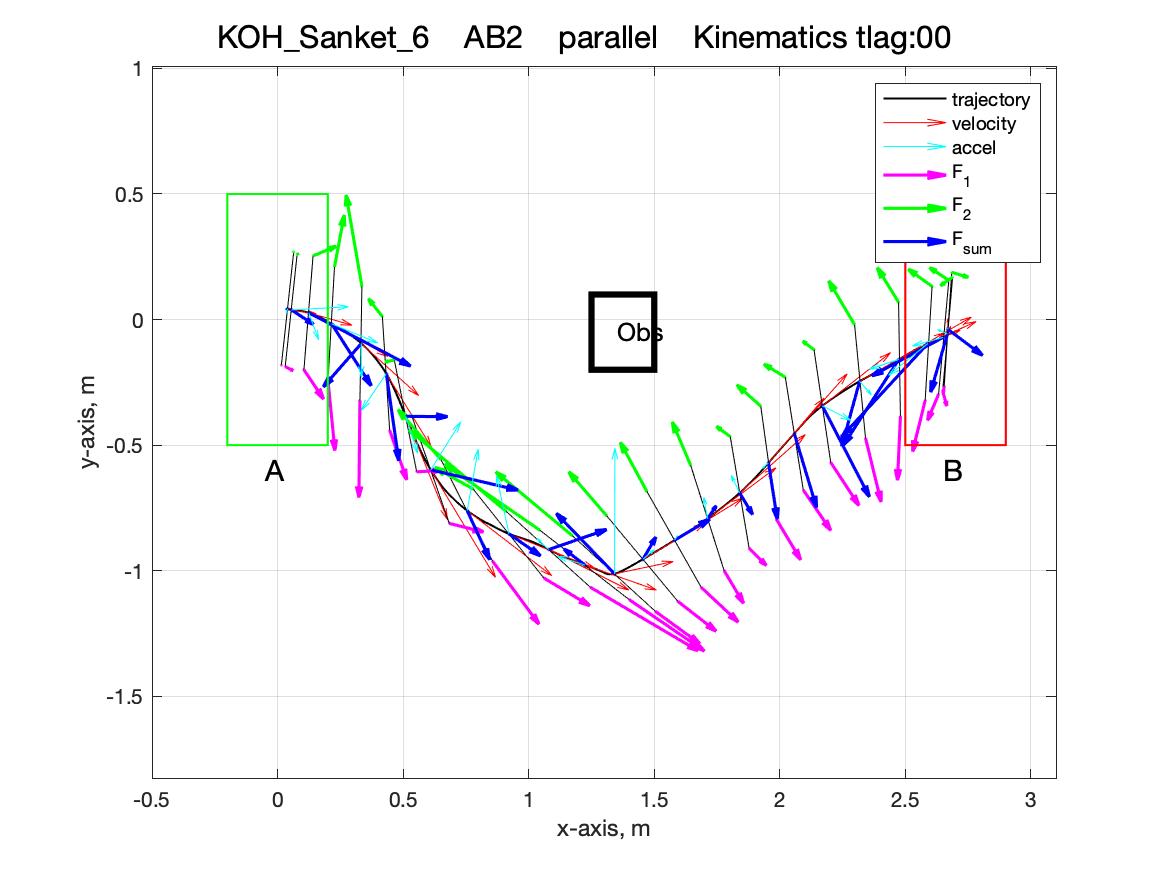 KOH_Sanket_6 AB2 parallel Kinematics tlag:00
1
0.5
0
-0.5
-1
-1.5
y-axis, m
trajectory
velocity
accel
F1
F2
Fsum
Obs
A
B
-0.5 0 0.5 1 1.5 2 2.5 3
x-axis, m